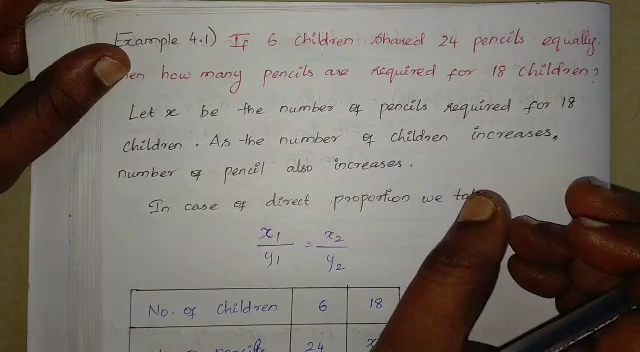 Example 4.1) If 6 children shared 24 pencils equally.
en how many pencils are required for 18 children?
Let x be the number of pencils required for 18
children. As the number of children increases,
number of pencil also increases.
In case of direct proportion we
x1/y1 = x2/y2
No. of children 6 18
24 x